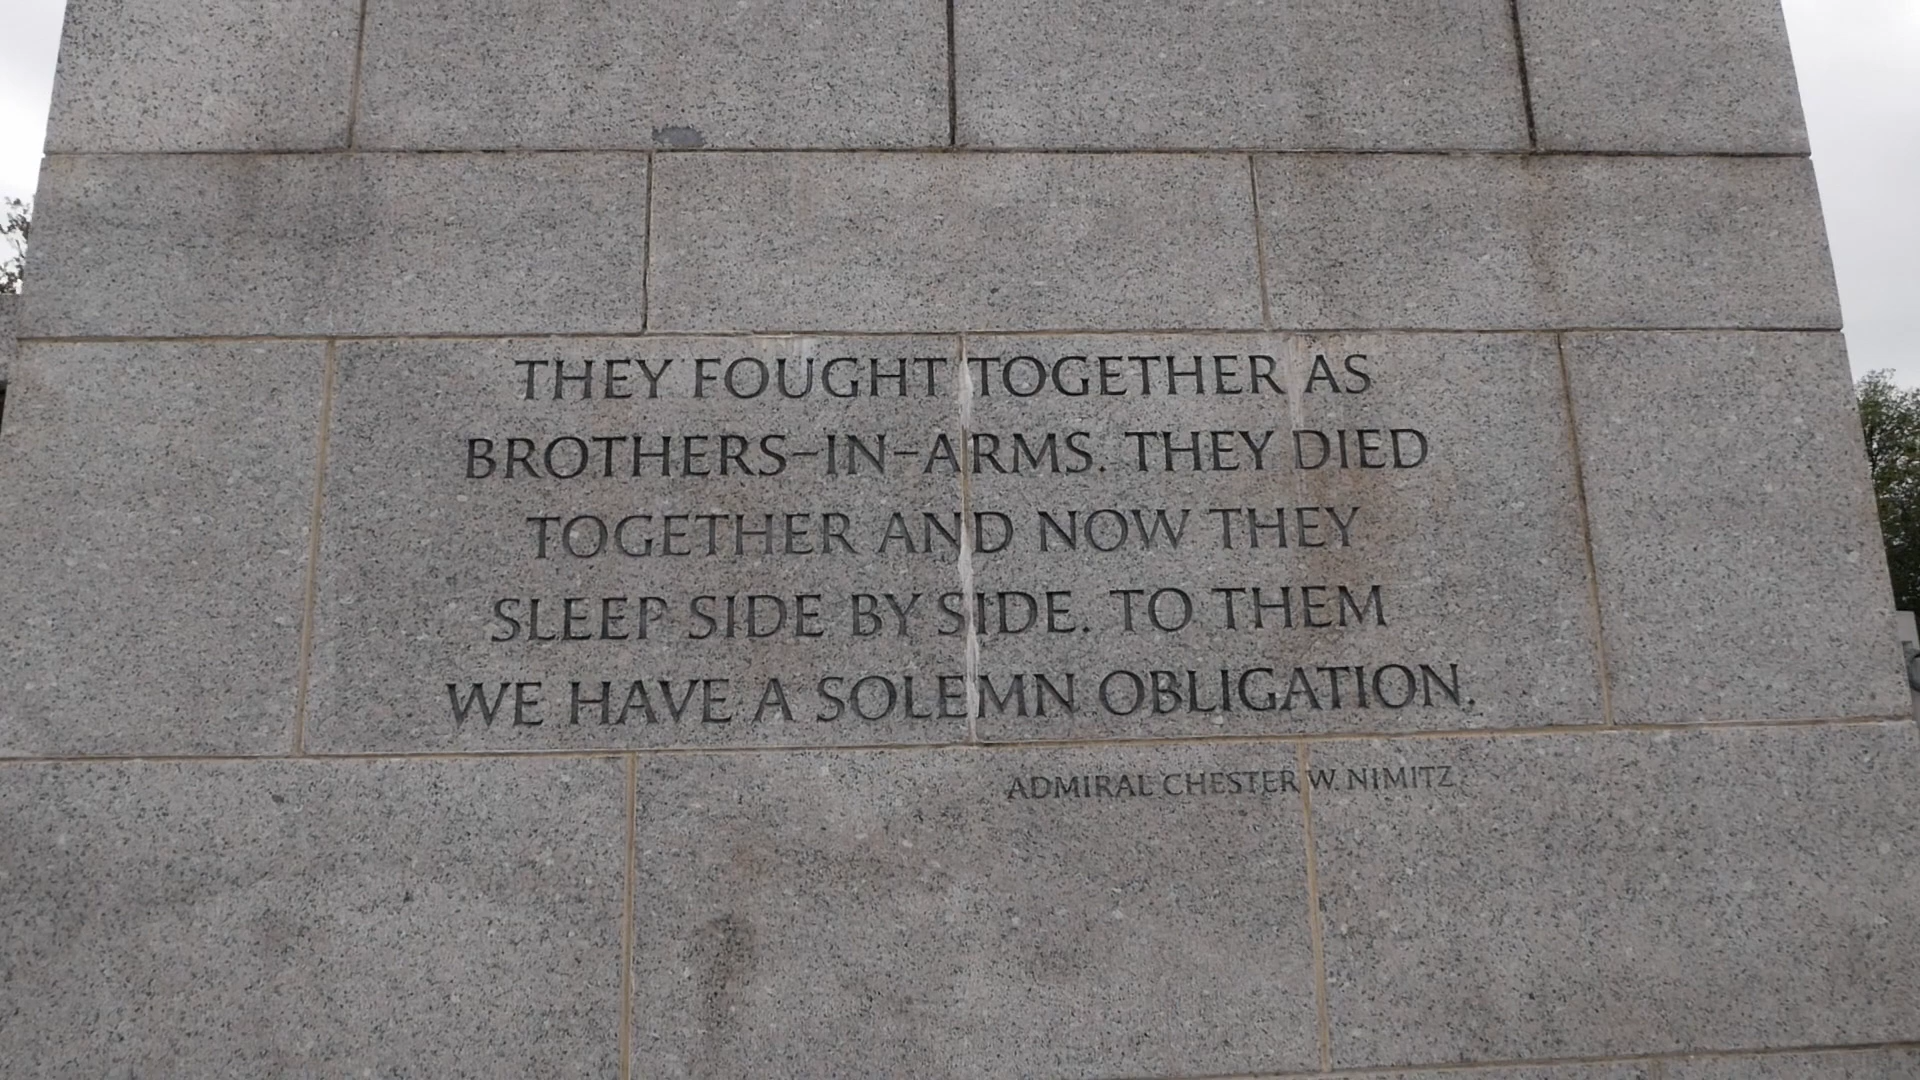 THEY FOUGHT TOGETHER AS
BROTHERS-IN-ARMS. THEY DIED
TOGETHER AND NOW THEY
SLEEP SIDE BY SIDE. TO THEM
WE HAVE A SOLEMN OBLIGATION.
ADMIRAL CHESTER W. NIMITZ